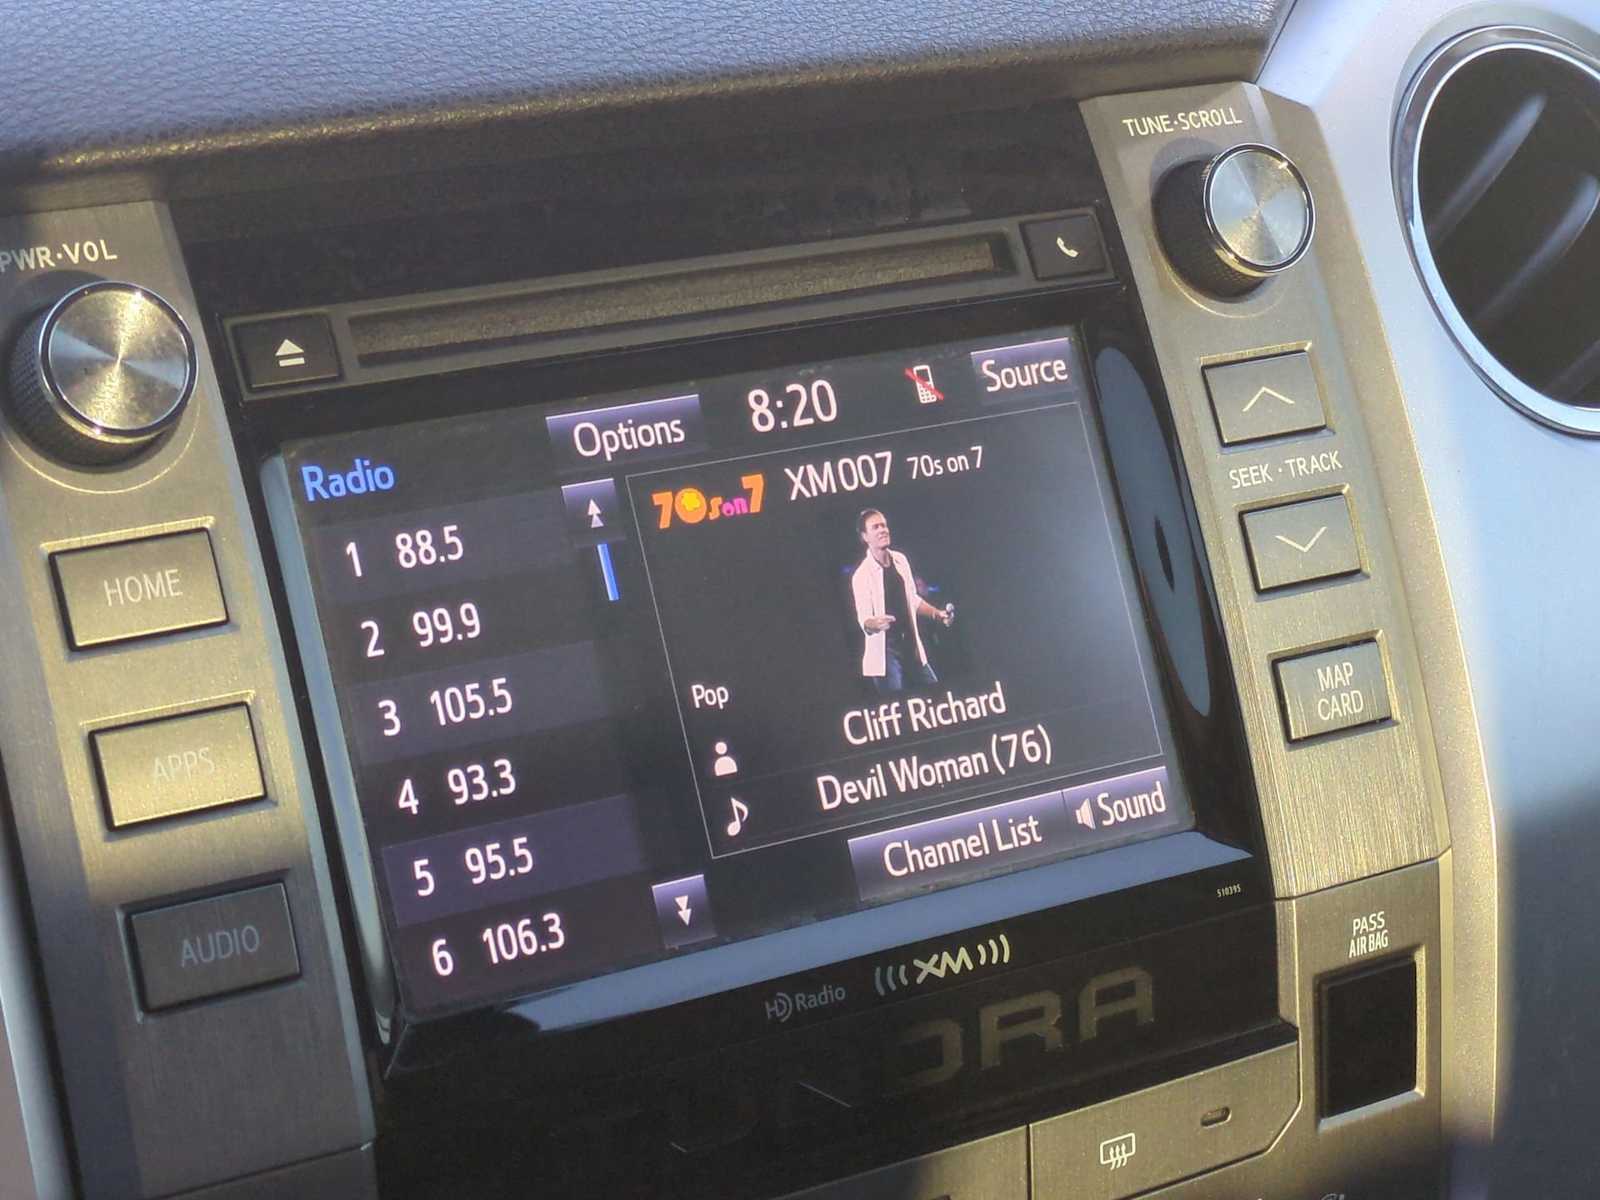 TUNE·SCROLL
PWR·VOL
Options
8:20
Source
Radio
70s on 7
XM007 70s on 7
1 88.5
2 99.9
3 105.5
4 93.3
5 95.5
6 106.3
Pop
Cliff Richard
Devil Woman (76)
Channel List
Sound
HOME
APPS
AUDIO
SEEK·TRACK
MAP
CARD
510395
PASS
AIR BAG
HD Radio
XM